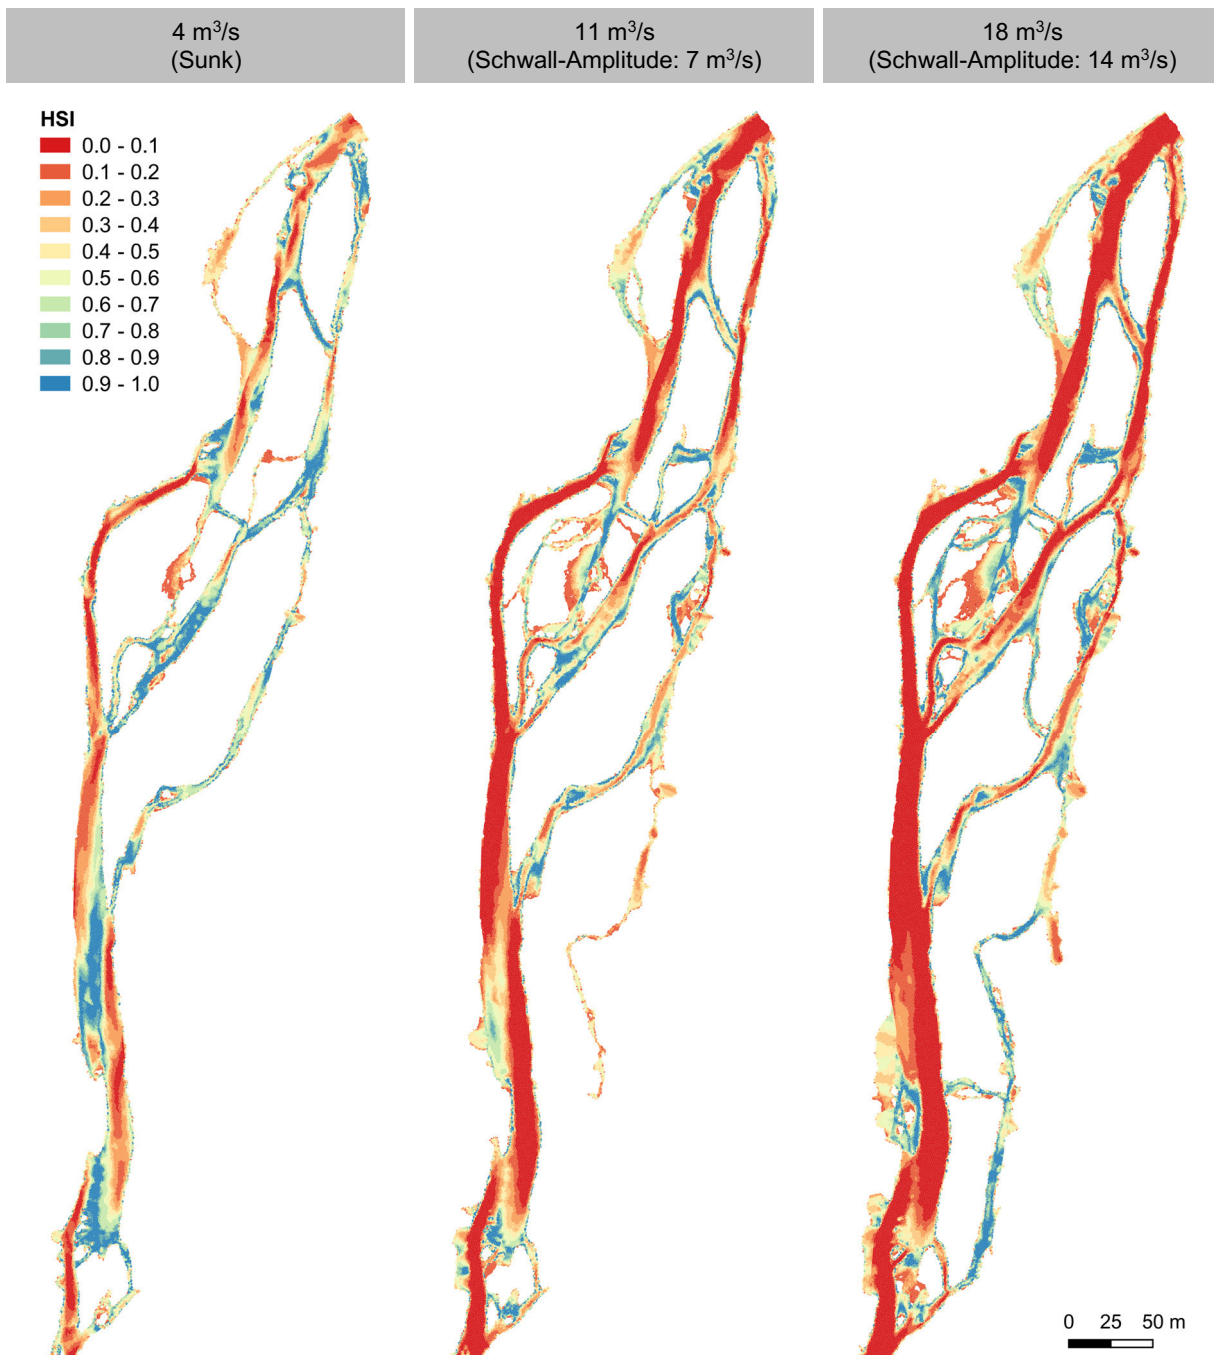 4 m³/s
(Sunk)
11 m³/s
(Schwall-Amplitude: 7 m³/s)
18 m³/s
(Schwall-Amplitude: 14 m³/s)
HSI
0.0 - 0.1
0.1 - 0.2
0.2 - 0.3
0.3 - 0.4
0.4 - 0.5
0.5 - 0.6
0.6 - 0.7
0.7 - 0.8
0.8 - 0.9
0.9 - 1.0
0 25 50 m